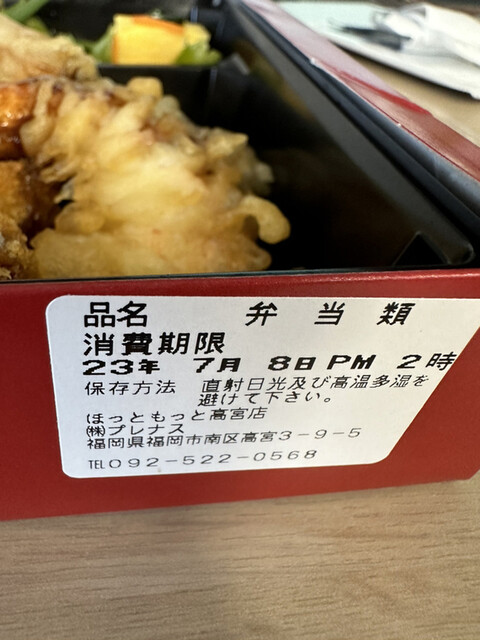 品名 弁当類
消費期限
23年 7月 8日 PM 2時
保存方法 直射日光及び高温多湿を
避けて下さい。
ほっともっと高宮店
㈱プレナス
福岡県福岡市南区高宮3-9-5
TEL092-522-0568